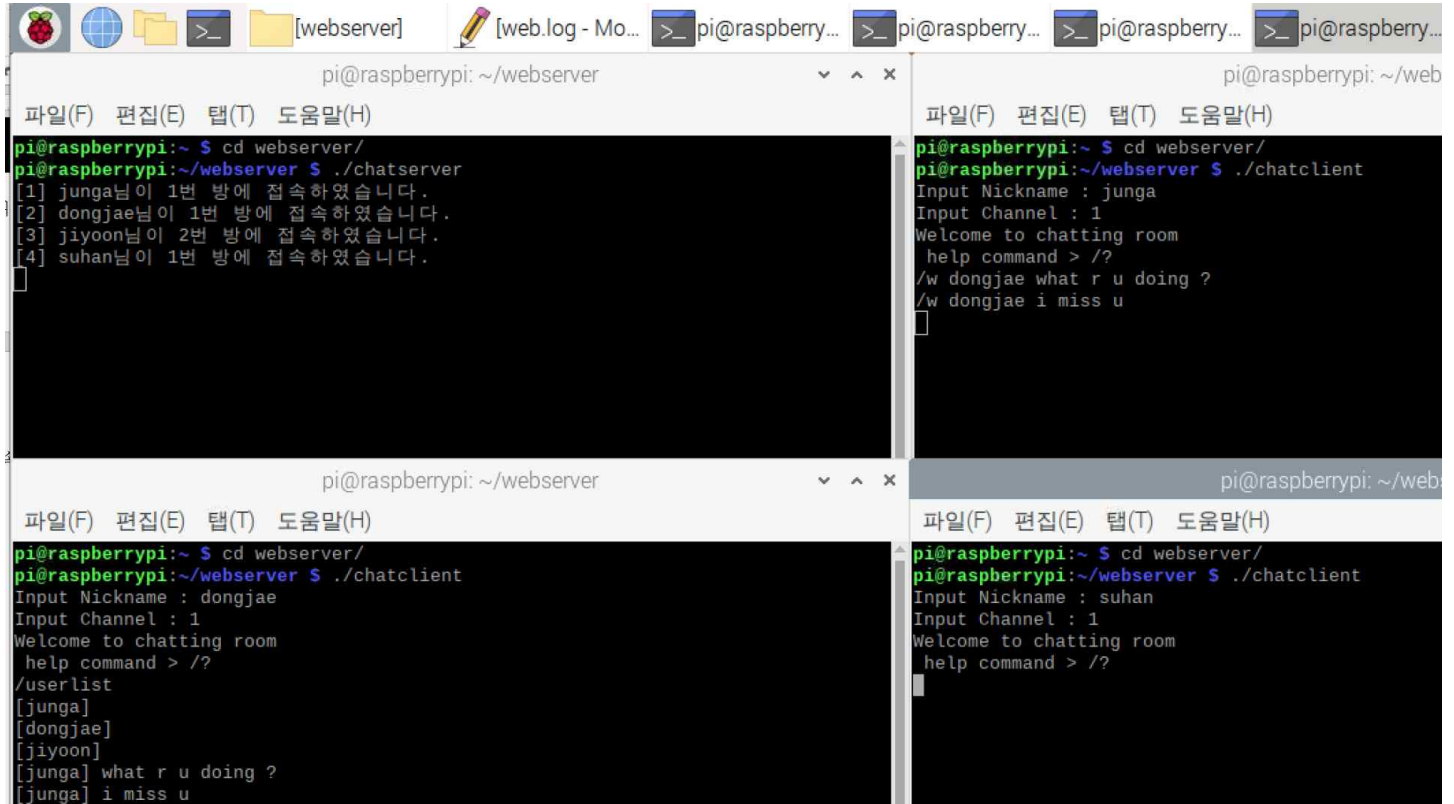 [webserver]
[web.log - Mo...
pi@raspberry...
pi@raspberry...
pi@raspberry...
pi@raspberry...
pi@raspberrypi: ~/webserver
파일(F) 편집(E) 탭(T) 도움말(H)
pi@raspberrypi:~ $ cd webserver/
pi@raspberrypi:~/webserver $ ./chatserver
[1] junga님이 1번 방에 접속하였습니다.
[2] dongjae님이 1번 방에 접속하였습니다.
[3] jiyoon님이 2번 방에 접속하였습니다.
[4] suhan님이 1번 방에 접속하였습니다.
pi@raspberrypi: ~/web
파일(F) 편집(E) 탭(T) 도움말(H)
pi@raspberrypi:~ $ cd webserver/
pi@raspberrypi:~/webserver $ ./chatclient
Input Nickname : junga
Input Channel : 1
Welcome to chatting room
help command > /?
/w dongjae what r u doing ?
/w dongjae i miss u
pi@raspberrypi: ~/webserver
파일(F) 편집(E) 탭(T) 도움말(H)
pi@raspberrypi:~ $ cd webserver/
pi@raspberrypi:~/webserver $ ./chatclient
Input Nickname : dongjae
Input Channel : 1
Welcome to chatting room
help command > /?
/userlist
[junga]
[dongjae]
[jiyoon]
[junga] what r u doing ?
[junga] i miss u
pi@raspberrypi: ~/webs
파일(F) 편집(E) 탭(T) 도움말(H)
pi@raspberrypi:~ $ cd webserver/
pi@raspberrypi:~/webserver $ ./chatclient
Input Nickname : suhan
Input Channel : 1
Welcome to chatting room
help command > /?